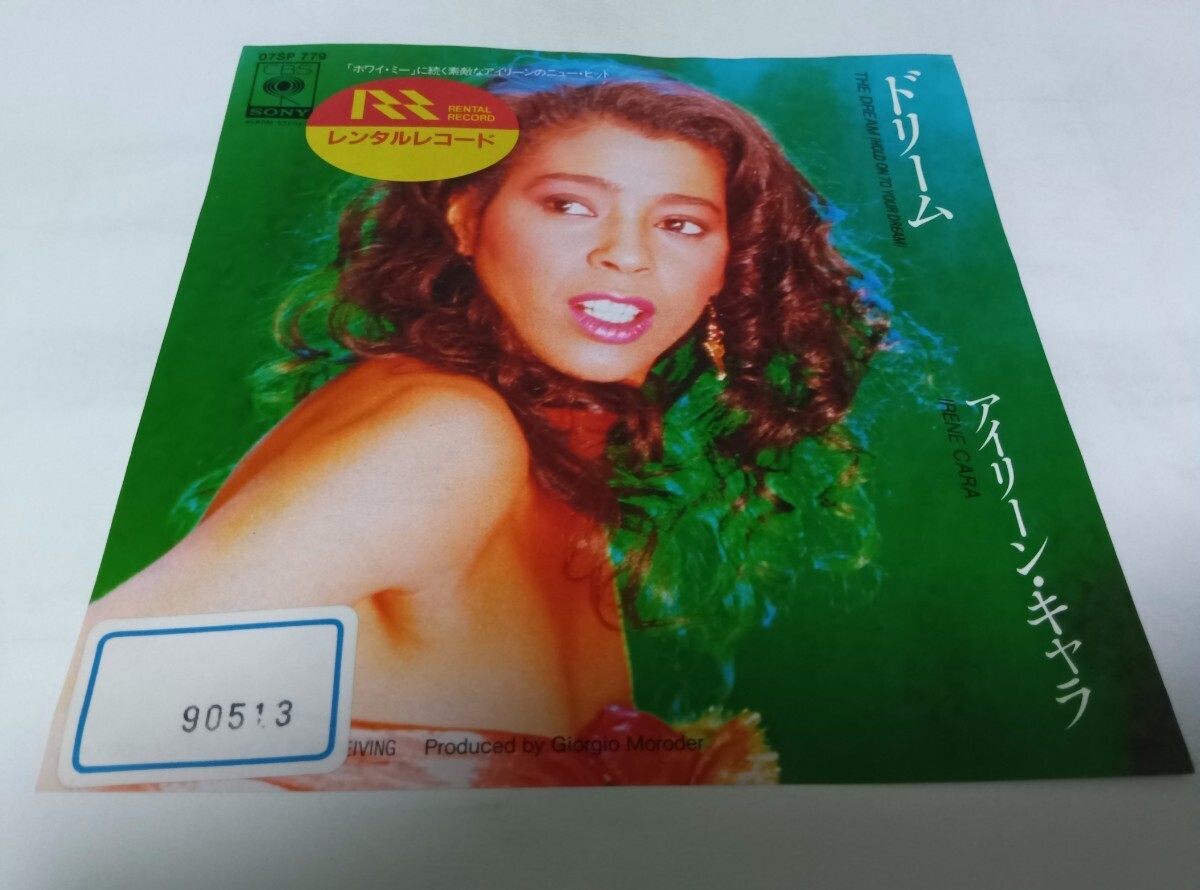 07SP 779
CBS
SONY
「ホワイ・ミー」に続く素敵なアイリーンのニュー・ヒット
RENTAL
RECORD
レンタルレコード
ドリーム
THE DREAM (HOLD ON TO YOUR DREAM)
アイリーン・キャラ
IRENE CARA
90513
EIVING Produced by Giorgio Moroder